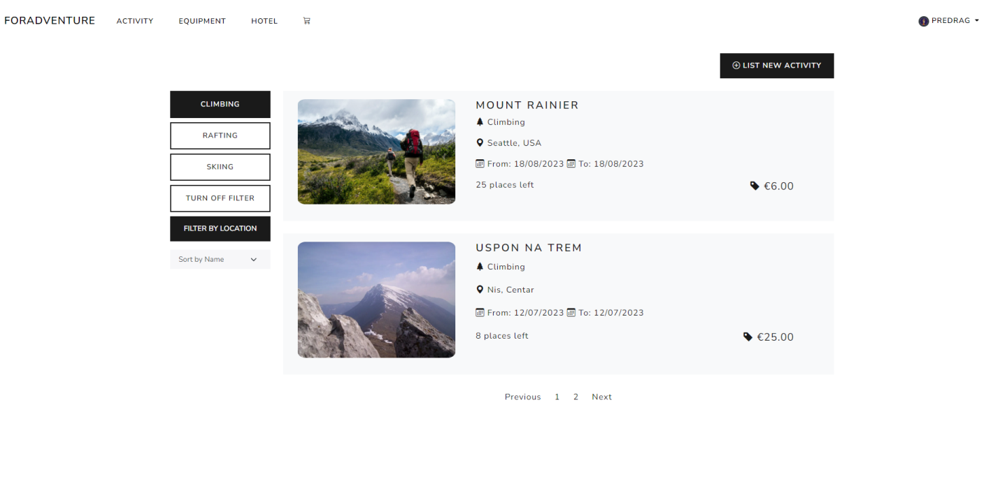 FORADVENTURE ACTIVITY EQUIPMENT HOTEL PREDRAG
LIST NEW ACTIVITY
CLIMBING
RAFTING
SKIING
TURN OFF FILTER
FILTER BY LOCATION
Sort by Name
MOUNT RAINIER
Climbing
Seattle, USA
From: 18/08/2023 To: 18/08/2023
25 places left €6.00
USPON NA TREM
Climbing
Nis, Centar
From: 12/07/2023 To: 12/07/2023
8 places left €25.00
Previous 1 2 Next